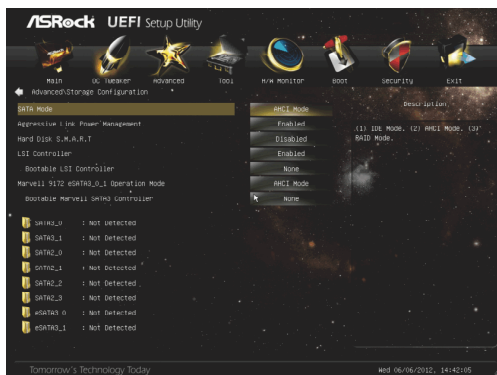 ASRock UEFI Setup Utility
Main OC Tweaker Advanced Tool H/W Monitor Boot Security Exit
Advanced\Storage Configuration
Description
SATA Mode AHCI Mode
(1) IDE Mode. (2) AHCI Mode. (3) RAID Mode.
Aggressive Link Power Management Enabled
Hard Disk S.M.A.R.T Disabled
LSI Controller Enabled
Bootable LSI Controller None
Marvell 9172 eSATA3_0_1 Operation Mode AHCI Mode
Bootable Marvell SATA3 Controller None
SATA3_0 : Not Detected
SATA3_1 : Not Detected
SATA2_0 : Not Detected
SATA2_1 : Not Detected
SATA2_2 : Not Detected
SATA2_3 : Not Detected
eSATA3_0 : Not Detected
eSATA3_1 : Not Detected
Tomorrow's Technology Today
Wed 06/06/2012, 14:42:05